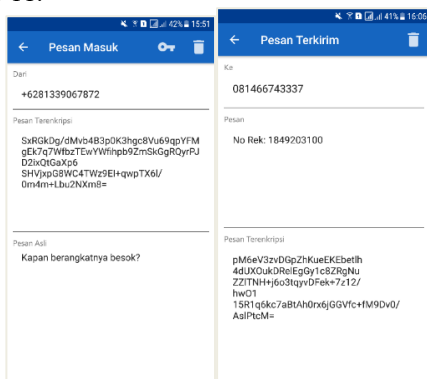 42% 15:51
Pesan Masuk
Dari
+6281339067872
Pesan Terenkripsi
SxRGkDg/dMvb4B3p0K3hgc8Vu69qpYFM
gEk7q7WfbzTEwYWfihpb9ZmSkGgRQyrPJ
D2ixQtGaXp6
SHVjxpG8WC4TWz9EI+qwpTX6l/
0m4m+Lbu2NXm8=
Pesan Asli
Kapan berangkatnya besok?
41% 16:06
Pesan Terkirim
Ke
081466743337
Pesan
No Rek: 1849203100
Pesan Terenkripsi
pM6eV3zvDGpZhKueEKEbetlh
4dUXOukDRelEgGy1c8ZRgNu
ZZlTNH+j6o3tqyvDFek+7z12/
hwO1
15R1q6kc7aBtAh0rx6jGGVfc+fM9Dv0/
AslPtcM=